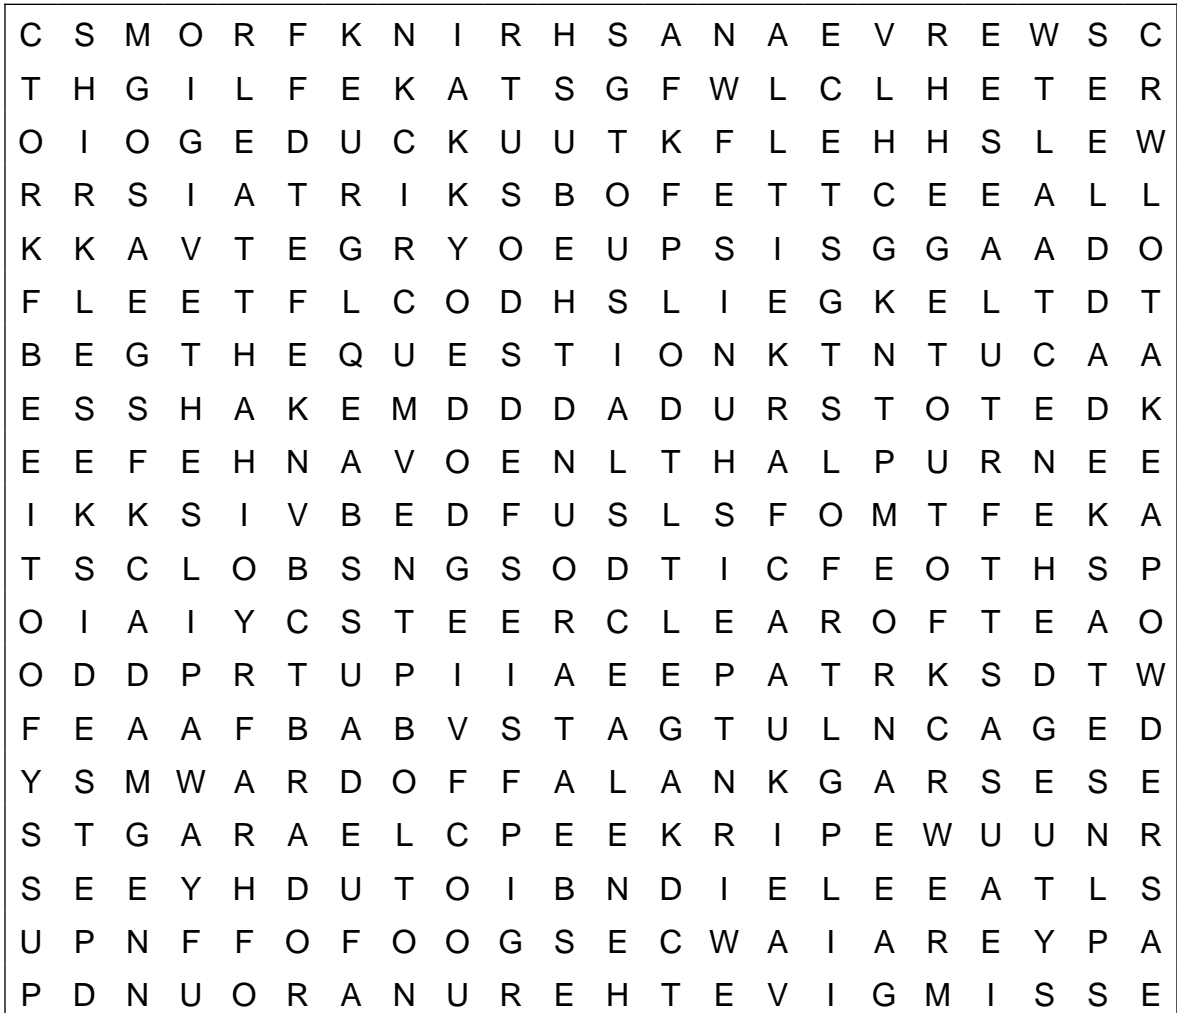 C S M O R F K N I R H S A N A E V R E W S C
T H G I L F E K A T S G F W L C L H E T E R
O I O G E D U C K U U T K F L E H H S L E W
R R S I A T R I K S B O F E T T C E E A L L
K K A V T E G R Y O E U P S I S G G A A D O
F L E E T F L C O D H S L I E G K E L T D T
B E G T H E Q U E S T I O N K T N T U C A A
E S S H A K E M D D D A D U R S T O T E D K
E E F E H N A V O E N L T H A L P U R N E E
I K K S I V B E D F U S L S F O M T F E K A
T S C L O B S N G S O D T I C F E O T H S P
O I A I Y C S T E E R C L E A R O F T E A O
O D D P R T U P I I A E E P A T R K S D T W
F E A A F B A B V S T A G T U L N C A G E D
Y S M W A R D O F F A L A N K G A R S E S E
S T G A R A E L C P E E K R I P E W U U N R
S E E Y H D U T O I B N D I E L E E A T L S
U P N F F O F O O G S E C W A I A R E Y P A
P D N U O R A N U R E H T E V I G M I S S E